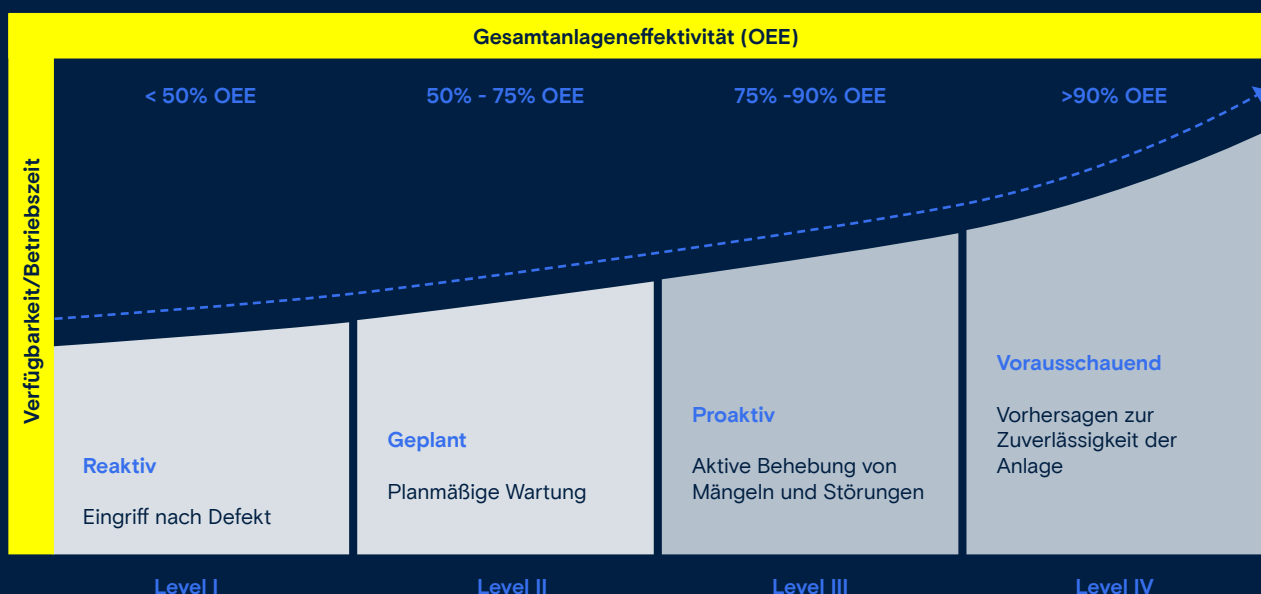 Gesamtanlageneffektivität (OEE)
< 50% OEE
50% - 75% OEE
75% -90% OEE
>90% OEE
Verfügbarkeit/Betriebszeit
Reaktiv
Eingriff nach Defekt
Geplant
Planmäßige Wartung
Proaktiv
Aktive Behebung von
Mängeln und Störungen
Vorausschauend
Vorhersagen zur
Zuverlässigkeit der
Anlage
Level I
Level II
Level III
Level IV